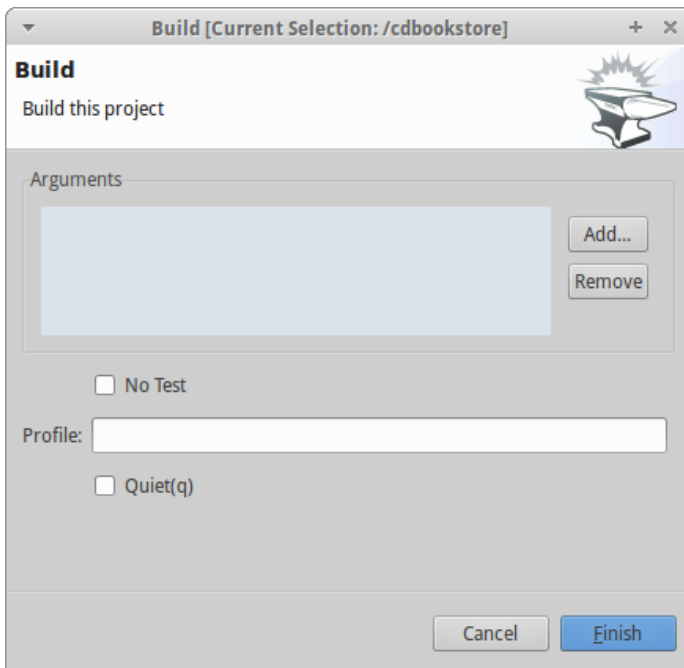 Build [Current Selection: /cdbookstore]
Build
Build this project
Arguments
Add...
Remove
No Test
Profile:
Quiet(q)
Cancel
Finish